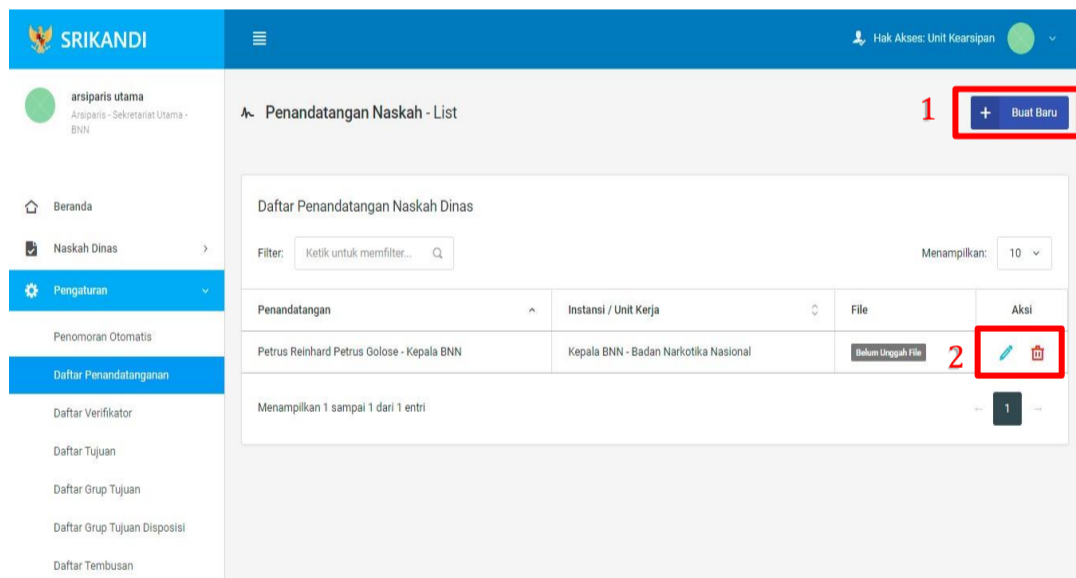 SRIKANDI
Hak Akses: Unit Kearsipan
arsiparis utama
Arsiparis - Sekretariat Utama -
BNN
Penandatangan Naskah - List
1
+ Buat Baru
Beranda
Naskah Dinas
Pengaturan
Penomoran Otomatis
Daftar Penandatanganan
Daftar Verifikator
Daftar Tujuan
Daftar Grup Tujuan
Daftar Grup Tujuan Disposisi
Daftar Tembusan
Daftar Penandatangan Naskah Dinas
Filter: Ketik untuk memfilter...
Menampilkan: 10
Penandatangan Instansi / Unit Kerja File Aksi
Petrus Reinhard Petrus Golose - Kepala BNN Kepala BNN - Badan Narkotika Nasional Belum Unggah File 2
Menampilkan 1 sampai 1 dari 1 entri
← 1 →